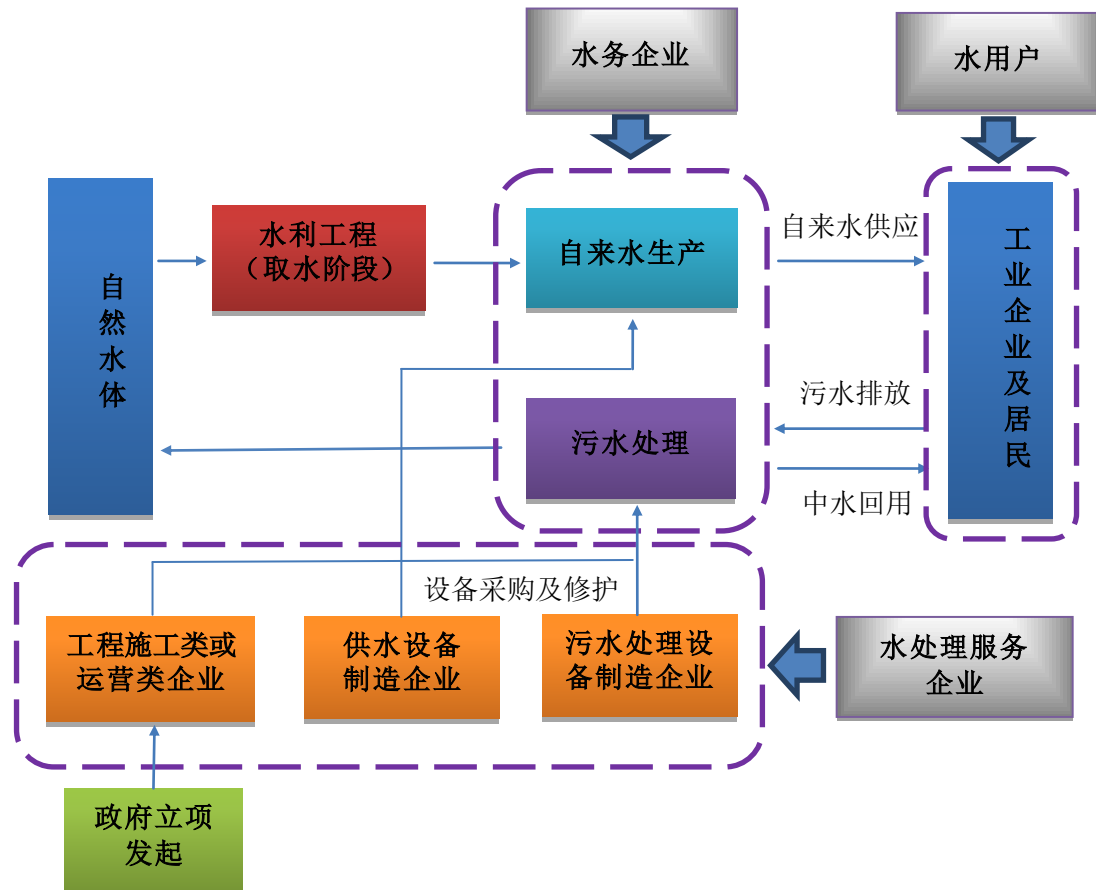 水务企业
水用户
自然水体
水利工程
（取水阶段）
自来水生产
自来水供应
工业企业及居民
污水排放
污水处理
中水回用
设备采购及修护
工程施工类或
运营类企业
供水设备
制造企业
污水处理设
备制造企业
水处理服务
企业
政府立项
发起